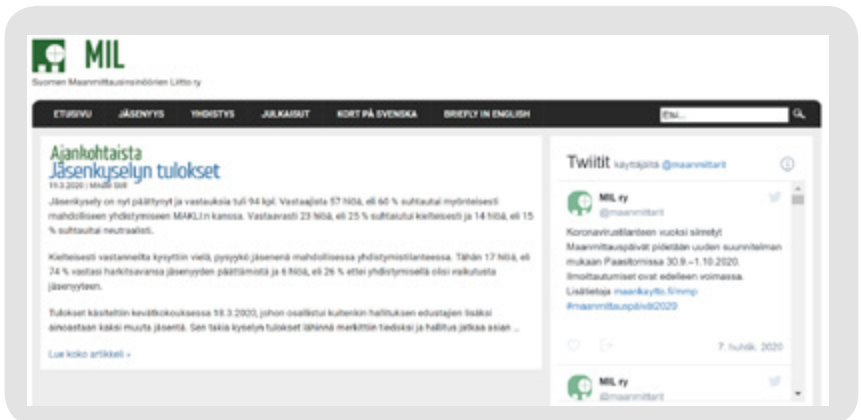 MIL
Suomen Maanmittausinsinöörien Liitto ry
ETUSIVU JÄSENYYS YHDISTYS JULKAISUT KORT PÅ SVENSKA BRIEFLY IN ENGLISH Etsi...
Ajankohtaista
Jäsenkyselyn tulokset
19.3.2020 |
Jäsenkysely on nyt päättynyt ja vastauksia tuli 94 kpl. Vastaajista 57 hlöä, eli 60 % suhtautui myönteisesti
mahdolliseen yhdistymiseen MAKLI:n kanssa. Vastaavasti 23 hlöä, eli 25 % suhtautui kielteisesti ja 14 hlöä, eli 15
% suhtautui neutraalisti.
Kielteisesti vastanneilta kysyttiin vielä, pysyykö jäsenenä mahdollisessa yhdistymistilanteessa. Tähän 17 hlöä, eli
74 % vastasi harkitsevansa jäsenyyden päättämistä ja 6 hlöä, eli 26 % ettei yhdistymisellä olisi vaikutusta
jäsenyyteen.
Tulokset käsiteltiin kevätkokouksessa 18.3.2020, johon osallistui kuitenkin hallituksen edustajien lisäksi
ainoastaan kaksi muuta jäsentä. Sen takia kyselyn tulokset lähinnä merkittiin tiedoksi ja hallitus jatkaa asian ...
Lue koko artikkeli »
Twiitit käyttäjältä @maanmittarit
MIL ry
@maanmittarit
Koronavirustilanteen vuoksi siirretyt
Maanmittauspäivät pidetään uuden suunnitelman
mukaan Paasitornissa 30.9.–1.10.2020.
Ilmoittautumiset ovat edelleen voimassa.
Lisätietoja maankaytto.fi/mmp
#maanmittauspäivät2020
7. huhtik. 2020
MIL ry
@maanmittarit